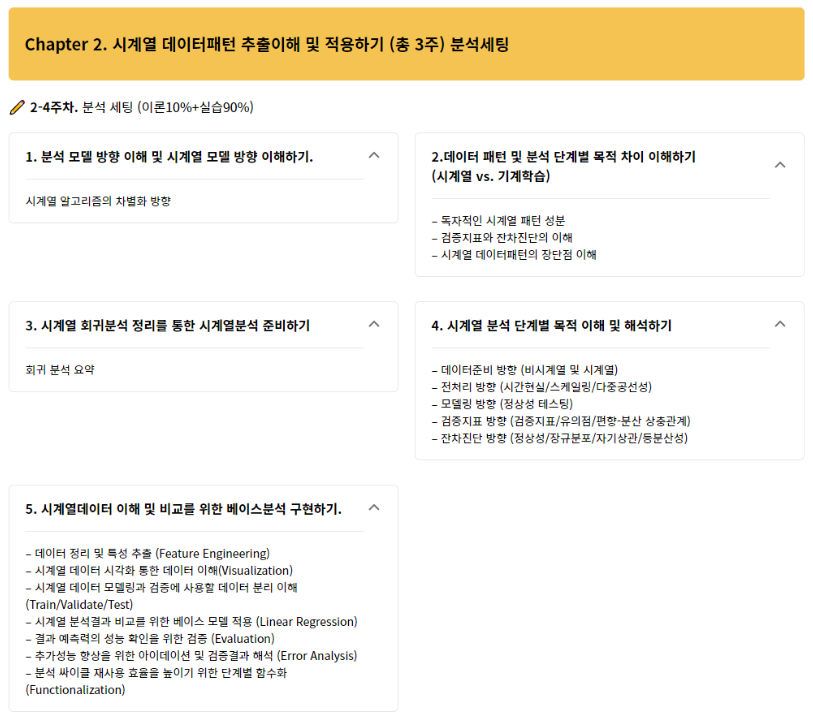 Chapter 2. 시계열 데이터패턴 추출이해 및 적용하기 (총 3주) 분석세팅
2-4주차. 분석 세팅 (이론10%+실습90%)
1. 분석 모델 방향 이해 및 시계열 모델 방향 이해하기.
시계열 알고리즘의 차별화 방향
2.데이터 패턴 및 분석 단계별 목적 차이 이해하기
(시계열 vs. 기계학습)
– 독자적인 시계열 패턴 성분
– 검증지표와 잔차진단의 이해
– 시계열 데이터패턴의 장단점 이해
3. 시계열 회귀분석 정리를 통한 시계열분석 준비하기
회귀 분석 요약
4. 시계열 분석 단계별 목적 이해 및 해석하기
– 데이터준비 방향 (비시계열 및 시계열)
– 전처리 방향 (시간현실/스케일링/다중공선성)
– 모델링 방향 (정상성 테스팅)
– 검증지표 방향 (검증지표/유의점/편향-분산 상충관계)
– 잔차진단 방향 (정상성/장규분포/자기상관/등분산성)
5. 시계열데이터 이해 및 비교를 위한 베이스분석 구현하기.
– 데이터 정리 및 특성 추출 (Feature Engineering)
– 시계열 데이터 시각화 통한 데이터 이해(Visualization)
– 시계열 데이터 모델링과 검증에 사용할 데이터 분리 이해
(Train/Validate/Test)
– 시계열 분석결과 비교를 위한 베이스 모델 적용 (Linear Regression)
– 결과 예측력의 성능 확인을 위한 검증 (Evaluation)
– 추가성능 향상을 위한 아이데이션 및 검증결과 해석 (Error Analysis)
– 분석 싸이클 재사용 효율을 높이기 위한 단계별 함수화
(Functionalization)